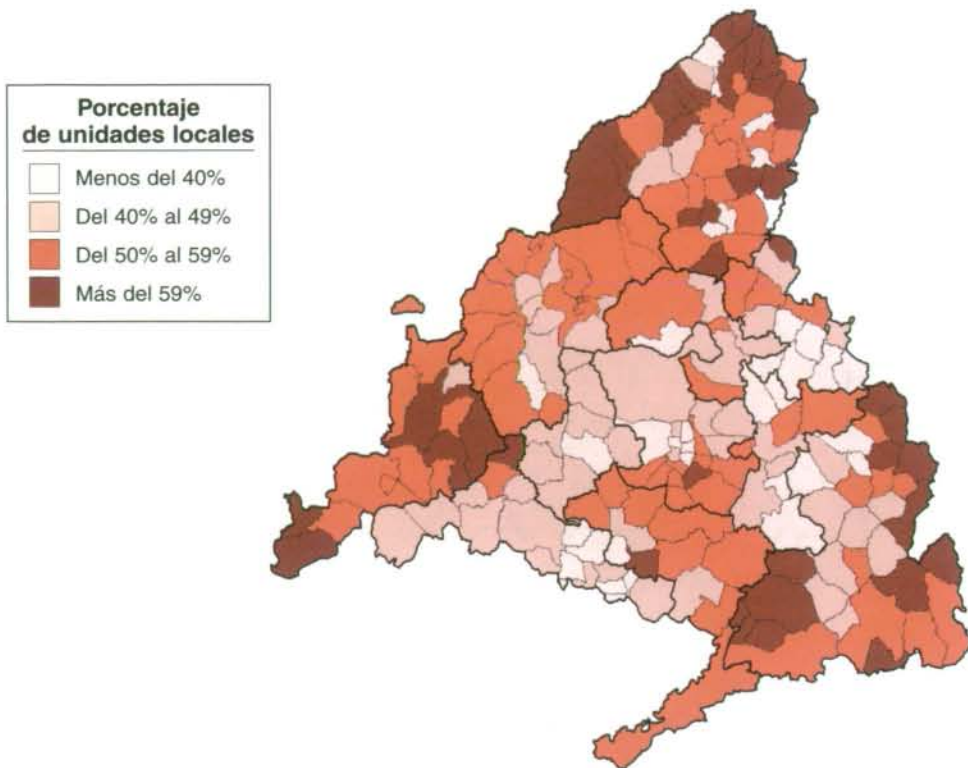 Porcentaje
de unidades locales
Menos del 40%
Del 40% al 49%
Del 50% al 59%
Más del 59%